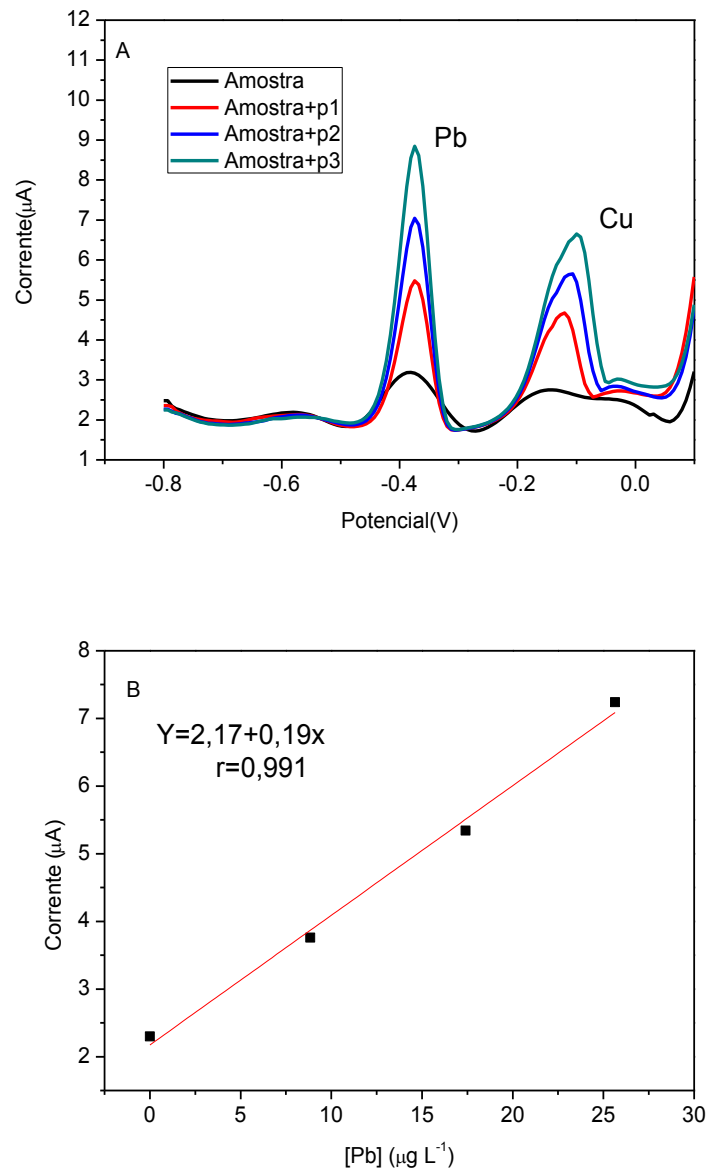 12
11
10
9
8
7
6
5
4
3
2
1
A
Amostra
Amostra+p1
Amostra+p2
Amostra+p3
Pb
Cu
Corrente(μA)
-0.8 -0.6 -0.4 -0.2 0.0
Potencial(V)
8
7
6
5
4
3
2
B
Y=2,17+0,19x
r=0,991
Corrente (μA)
0 5 10 15 20 25 30
[Pb] (μg L⁻¹)